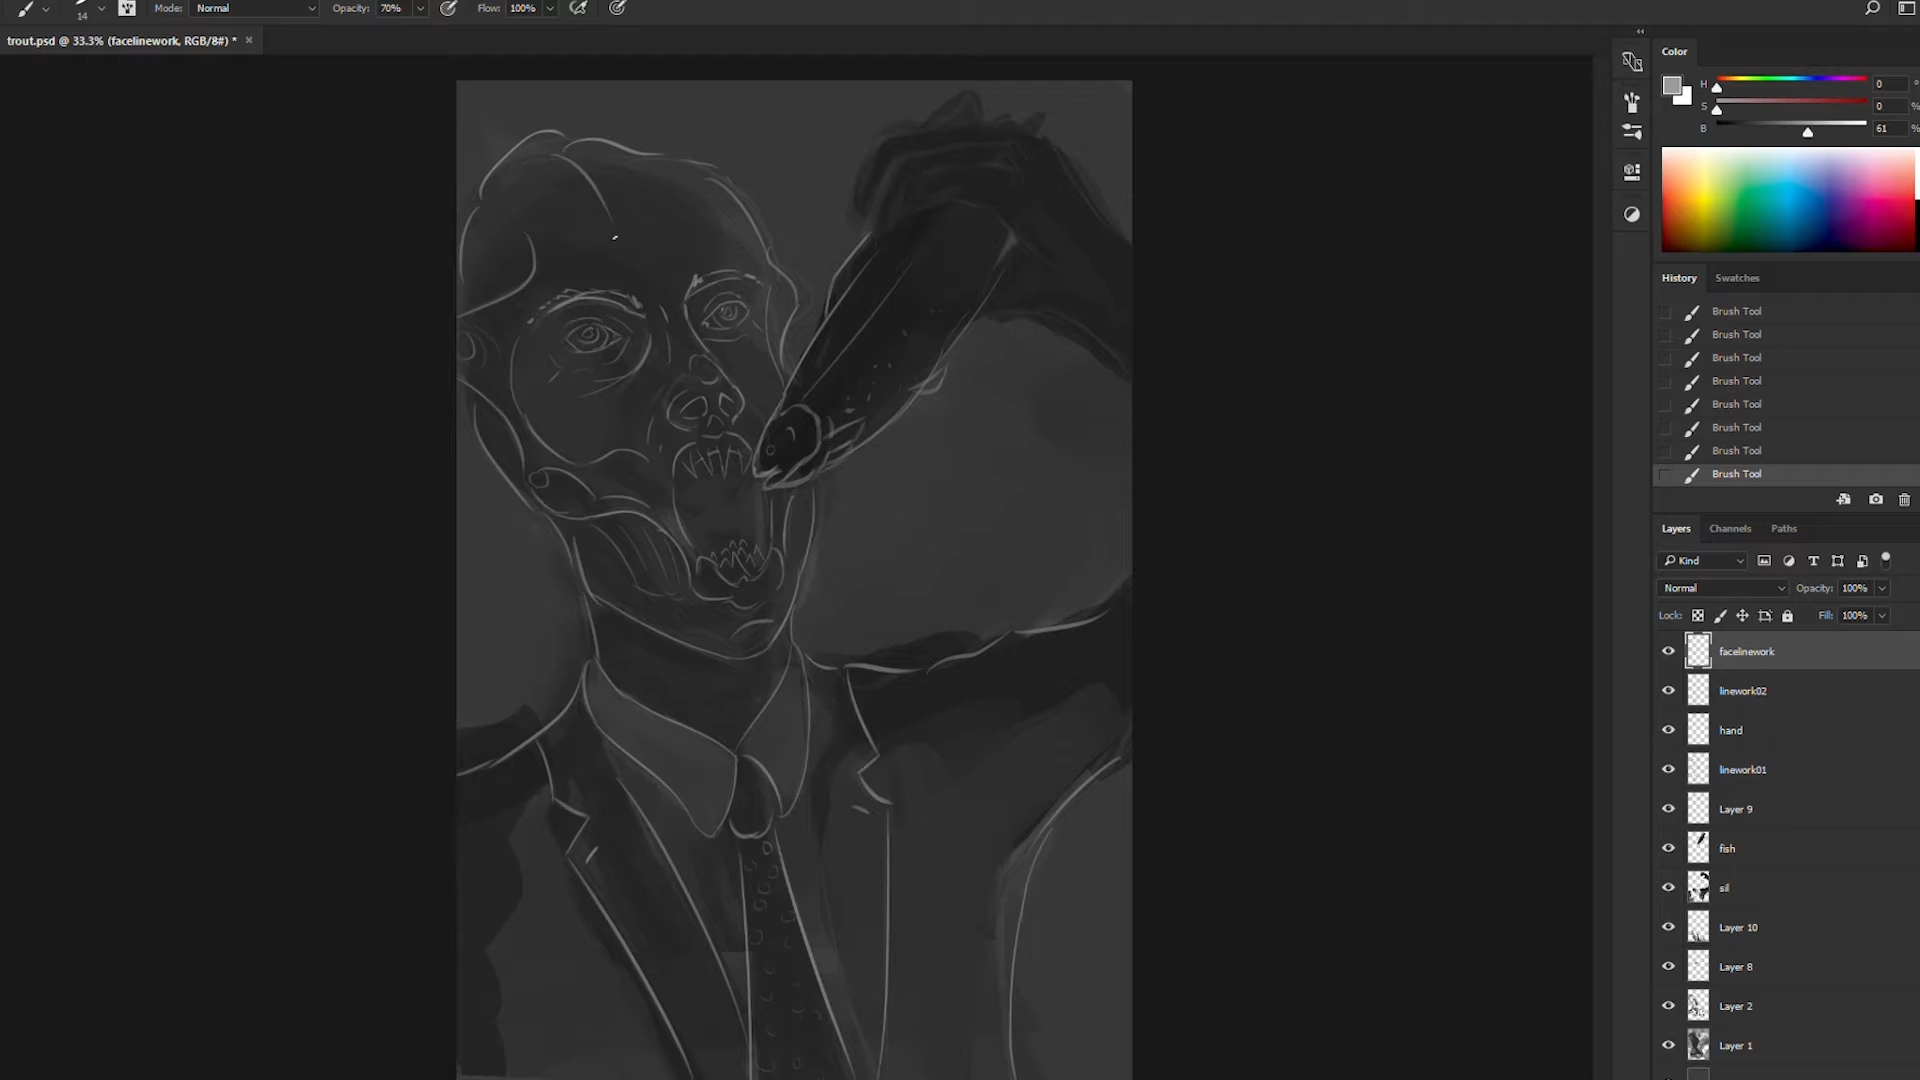 14 Mode: Normal Opacity: 70% Flow: 100%
trout.psd @ 33.3% (facelinework, RGB/8#) * ×
Color
H 0 °
S 0 %
B 61 %
History Swatches
Brush Tool
Brush Tool
Brush Tool
Brush Tool
Brush Tool
Brush Tool
Brush Tool
Brush Tool
Layers Channels Paths
Kind
Normal Opacity: 100%
Lock: Fill: 100%
facelinework
linework02
hand
linework01
Layer 9
fish
sil
Layer 10
Layer 8
Layer 2
Layer 1